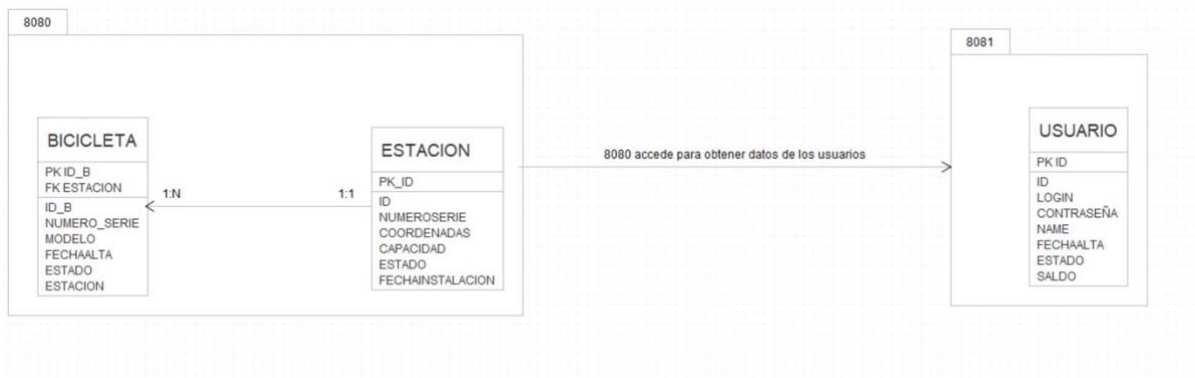 8080
BICICLETA
PK ID_B
FK ESTACION
ID_B
NUMERO_SERIE
MODELO
FECHAALTA
ESTADO
ESTACION
1:N
1:1
ESTACION
PK_ID
ID
NUMEROSERIE
COORDENADAS
CAPACIDAD
ESTADO
FECHAINSTALACION
8080 accede para obtener datos de los usuarios
8081
USUARIO
PK ID
ID
LOGIN
CONTRASEÑA
NAME
FECHAALTA
ESTADO
SALDO